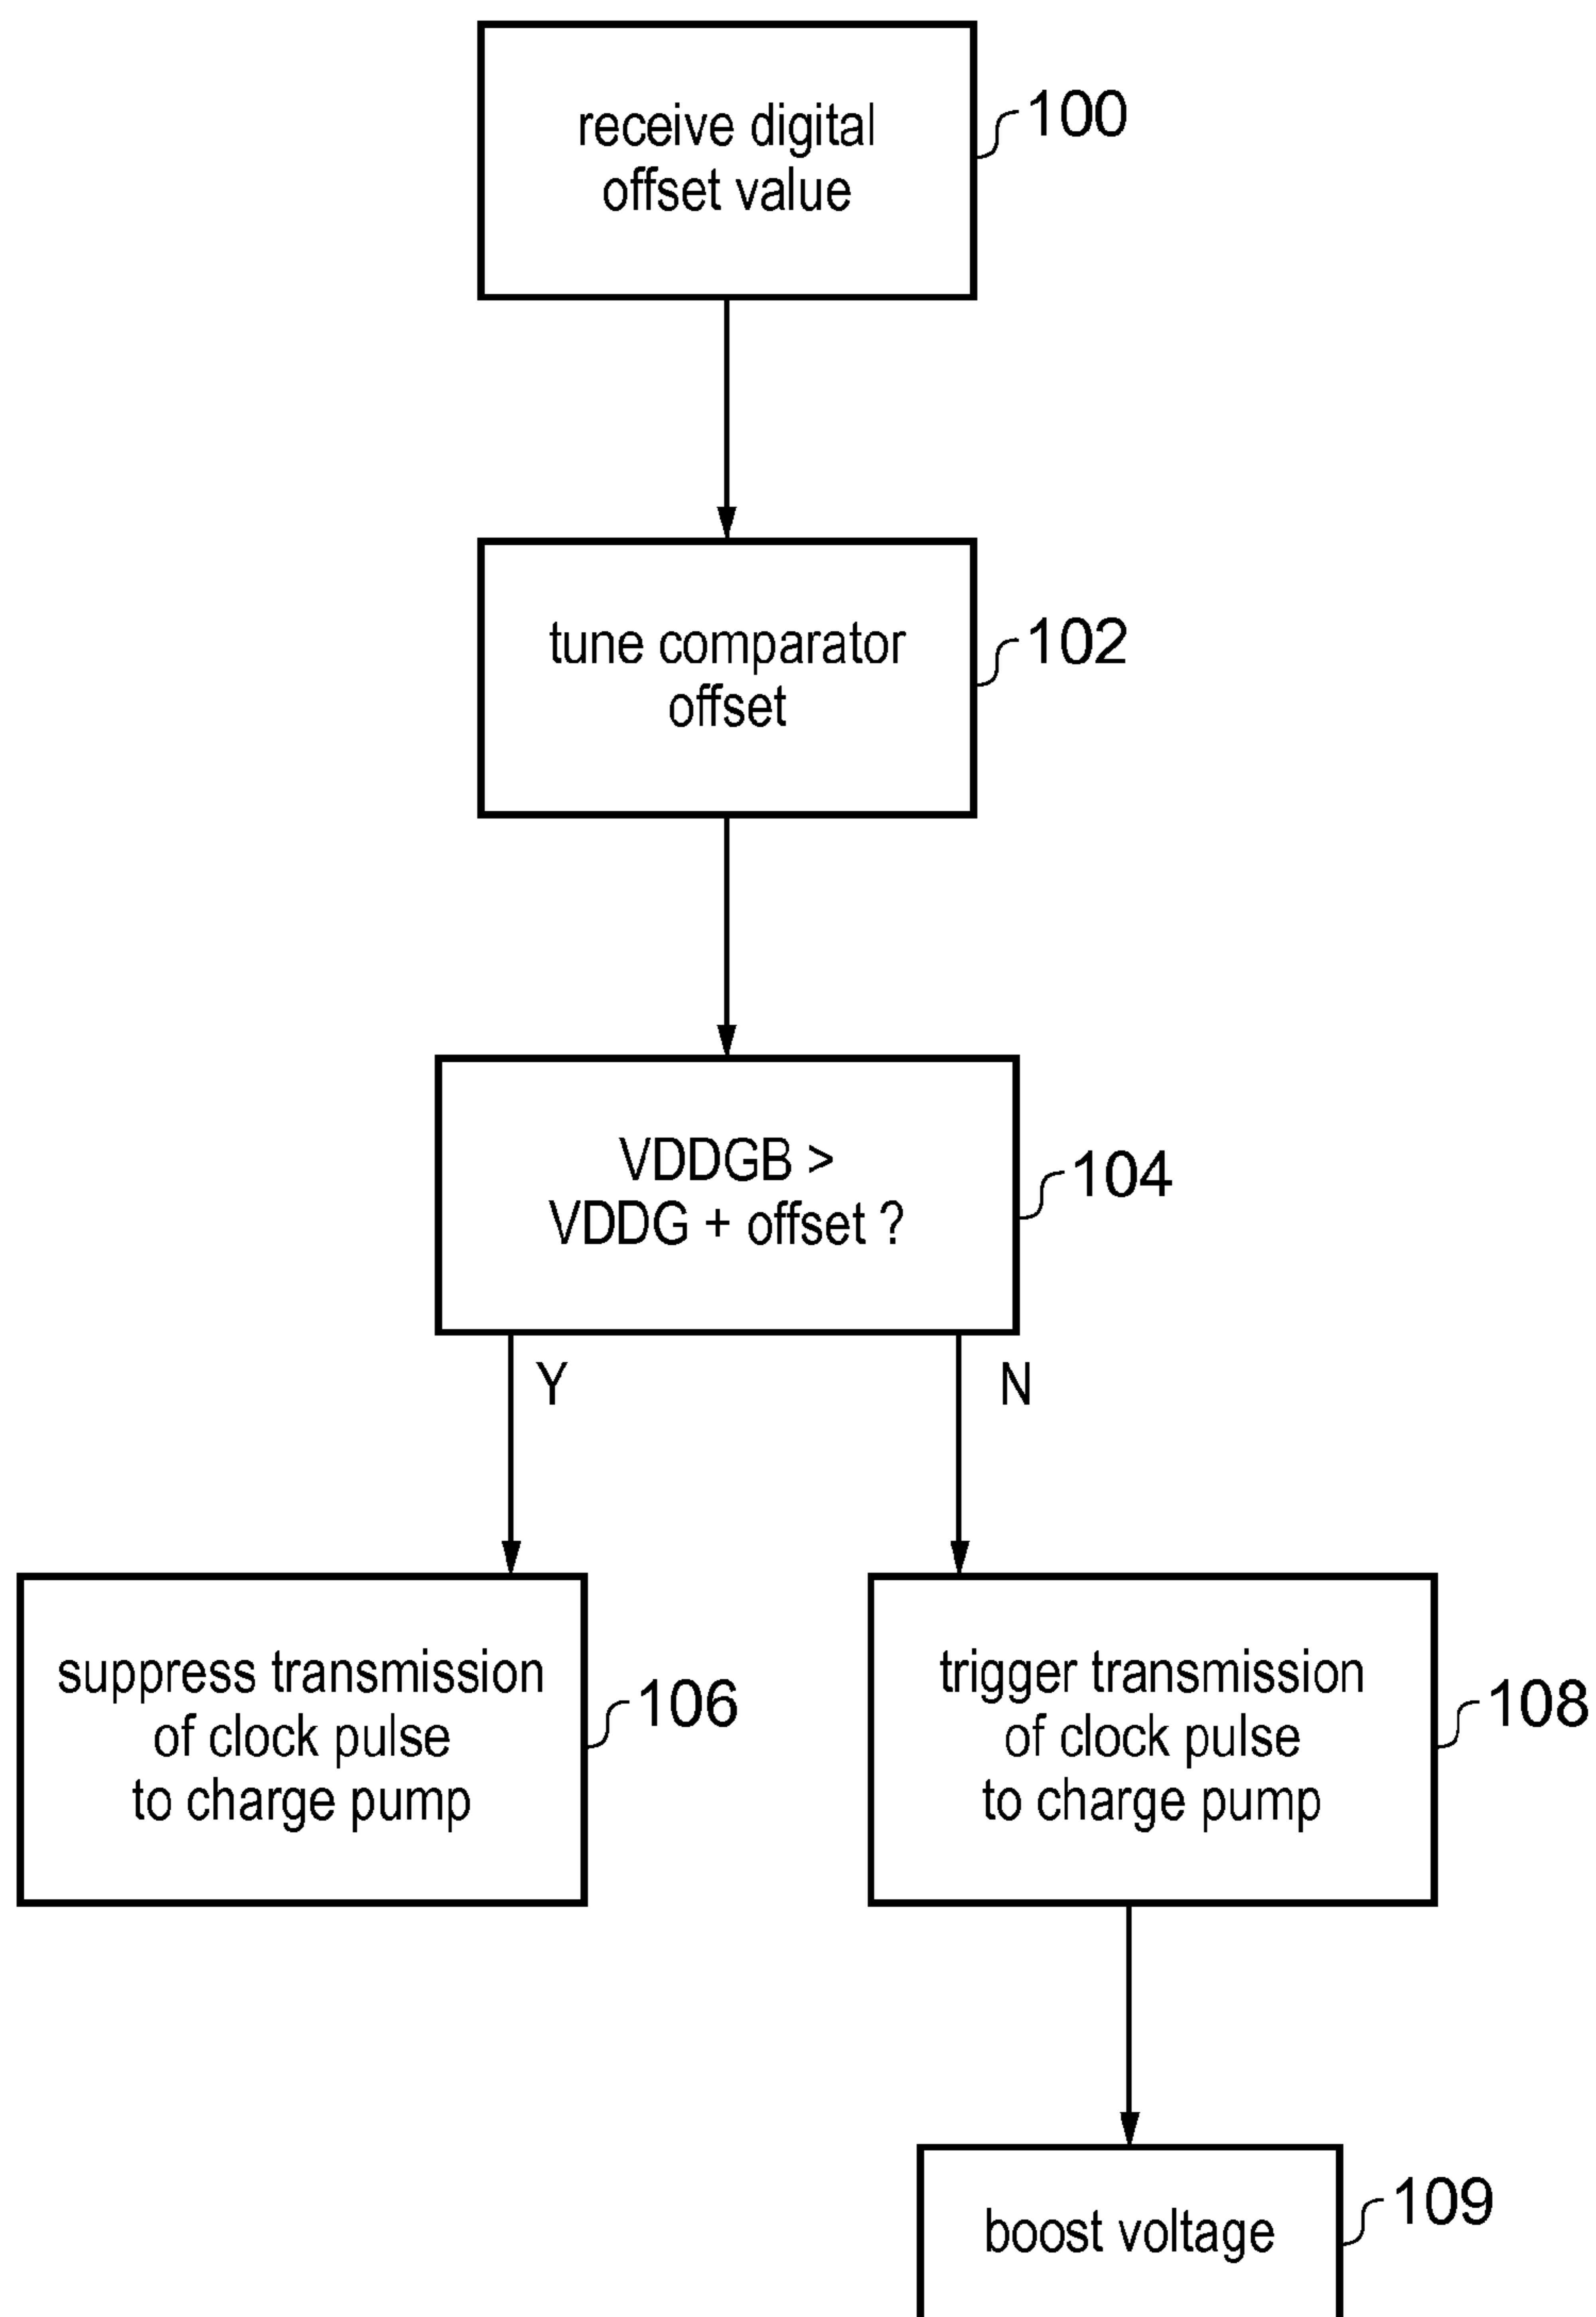 receive digital
offset value
100
tune comparator
offset
102
VDDGB >
VDDG + offset ?
104
Y
N
suppress transmission
of clock pulse
to charge pump
106
trigger transmission
of clock pulse
to charge pump
108
boost voltage
109